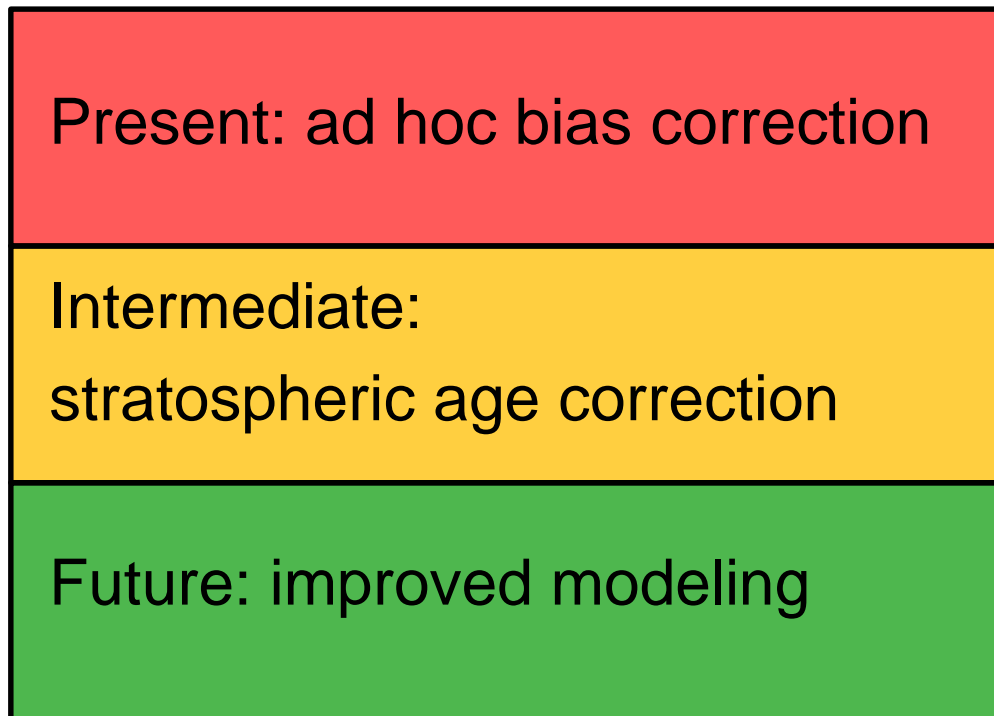 Present: ad hoc bias correction
Intermediate:
stratospheric age correction
Future: improved modeling